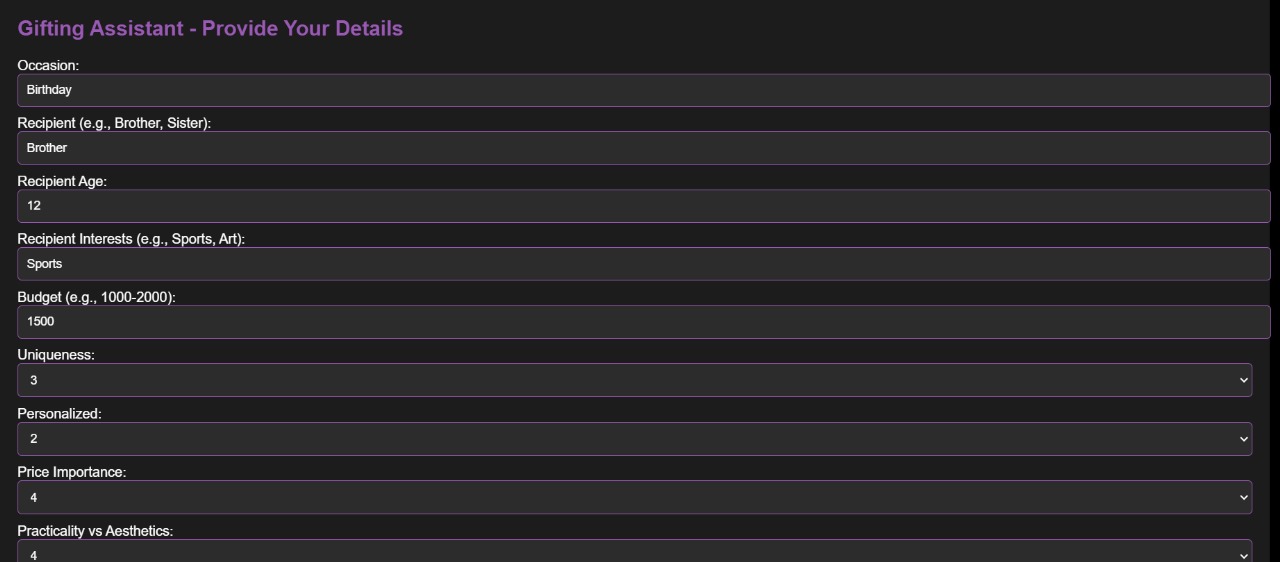 Gifting Assistant - Provide Your Details
Occasion:
Birthday
Recipient (e.g., Brother, Sister):
Brother
Recipient Age:
12
Recipient Interests (e.g., Sports, Art):
Sports
Budget (e.g., 1000-2000):
1500
Uniqueness:
3
Personalized:
2
Price Importance:
4
Practicality vs Aesthetics:
4